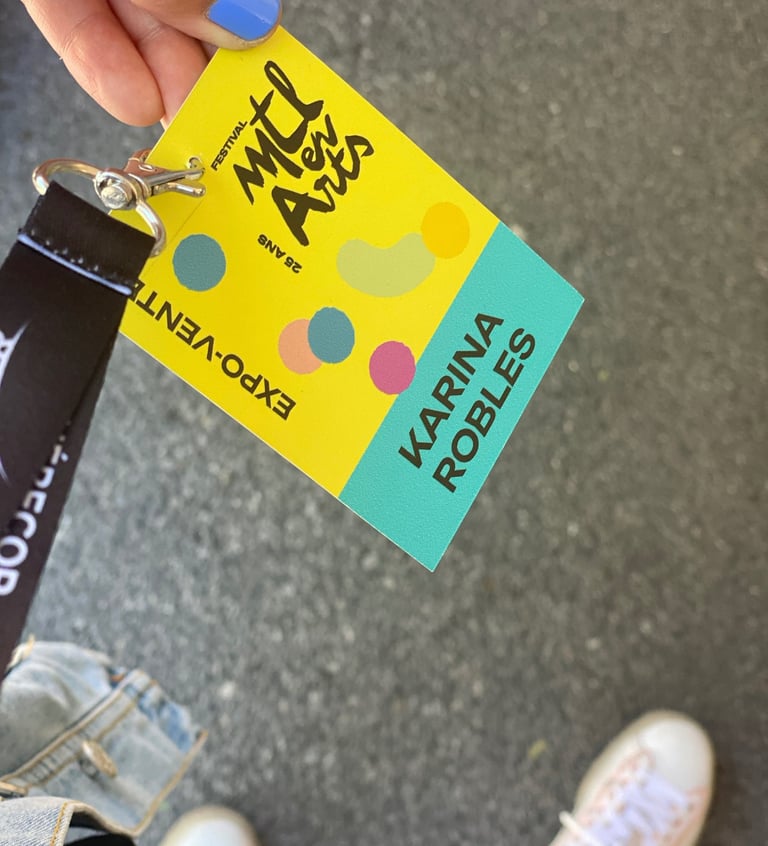 FESTIVAL
Mtl
en
Arts
25 ANS
EXPO-VENTE
KARINA
ROBLES